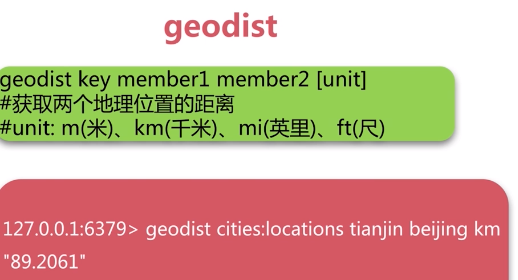 geodist
geodist key member1 member2 [unit]
#获取两个地理位置的距离
#unit: m(米)、km(千米)、mi(英里)、ft(尺)
127.0.0.1:6379> geodist cities:locations tianjin beijing km
"89.2061"